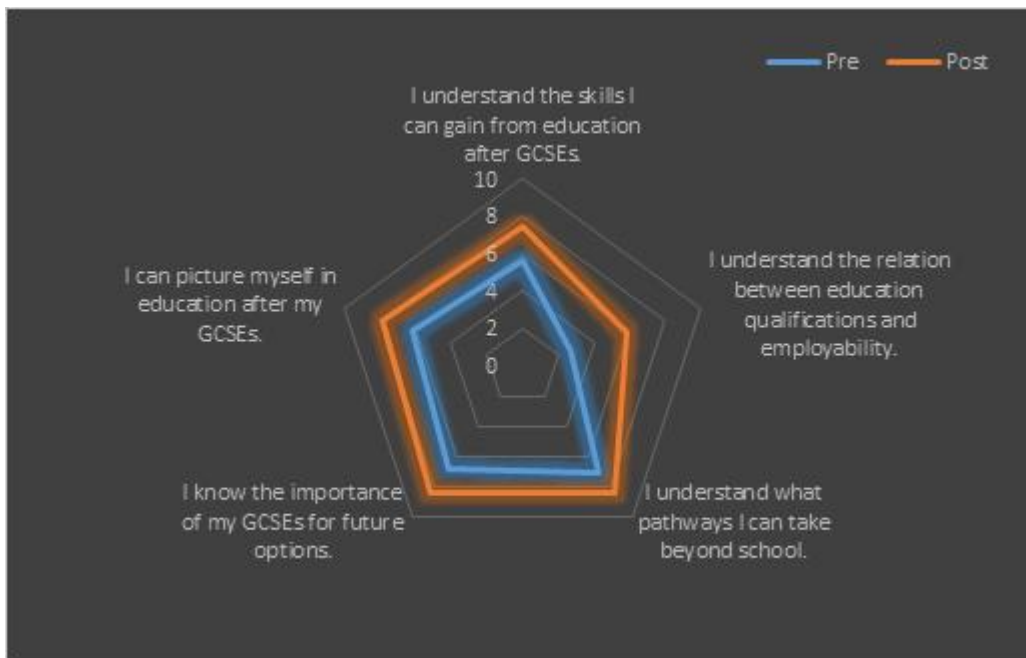 Pre
Post
I understand the skills I
can gain from education
after GCSEs.
10
8
6
4
2
0
I understand the relation
between education
qualifications and
employability.
I understand what
pathways I can take
beyond school.
I know the importance
of my GCSEs for future
options.
I can picture myself in
education after my
GCSEs.